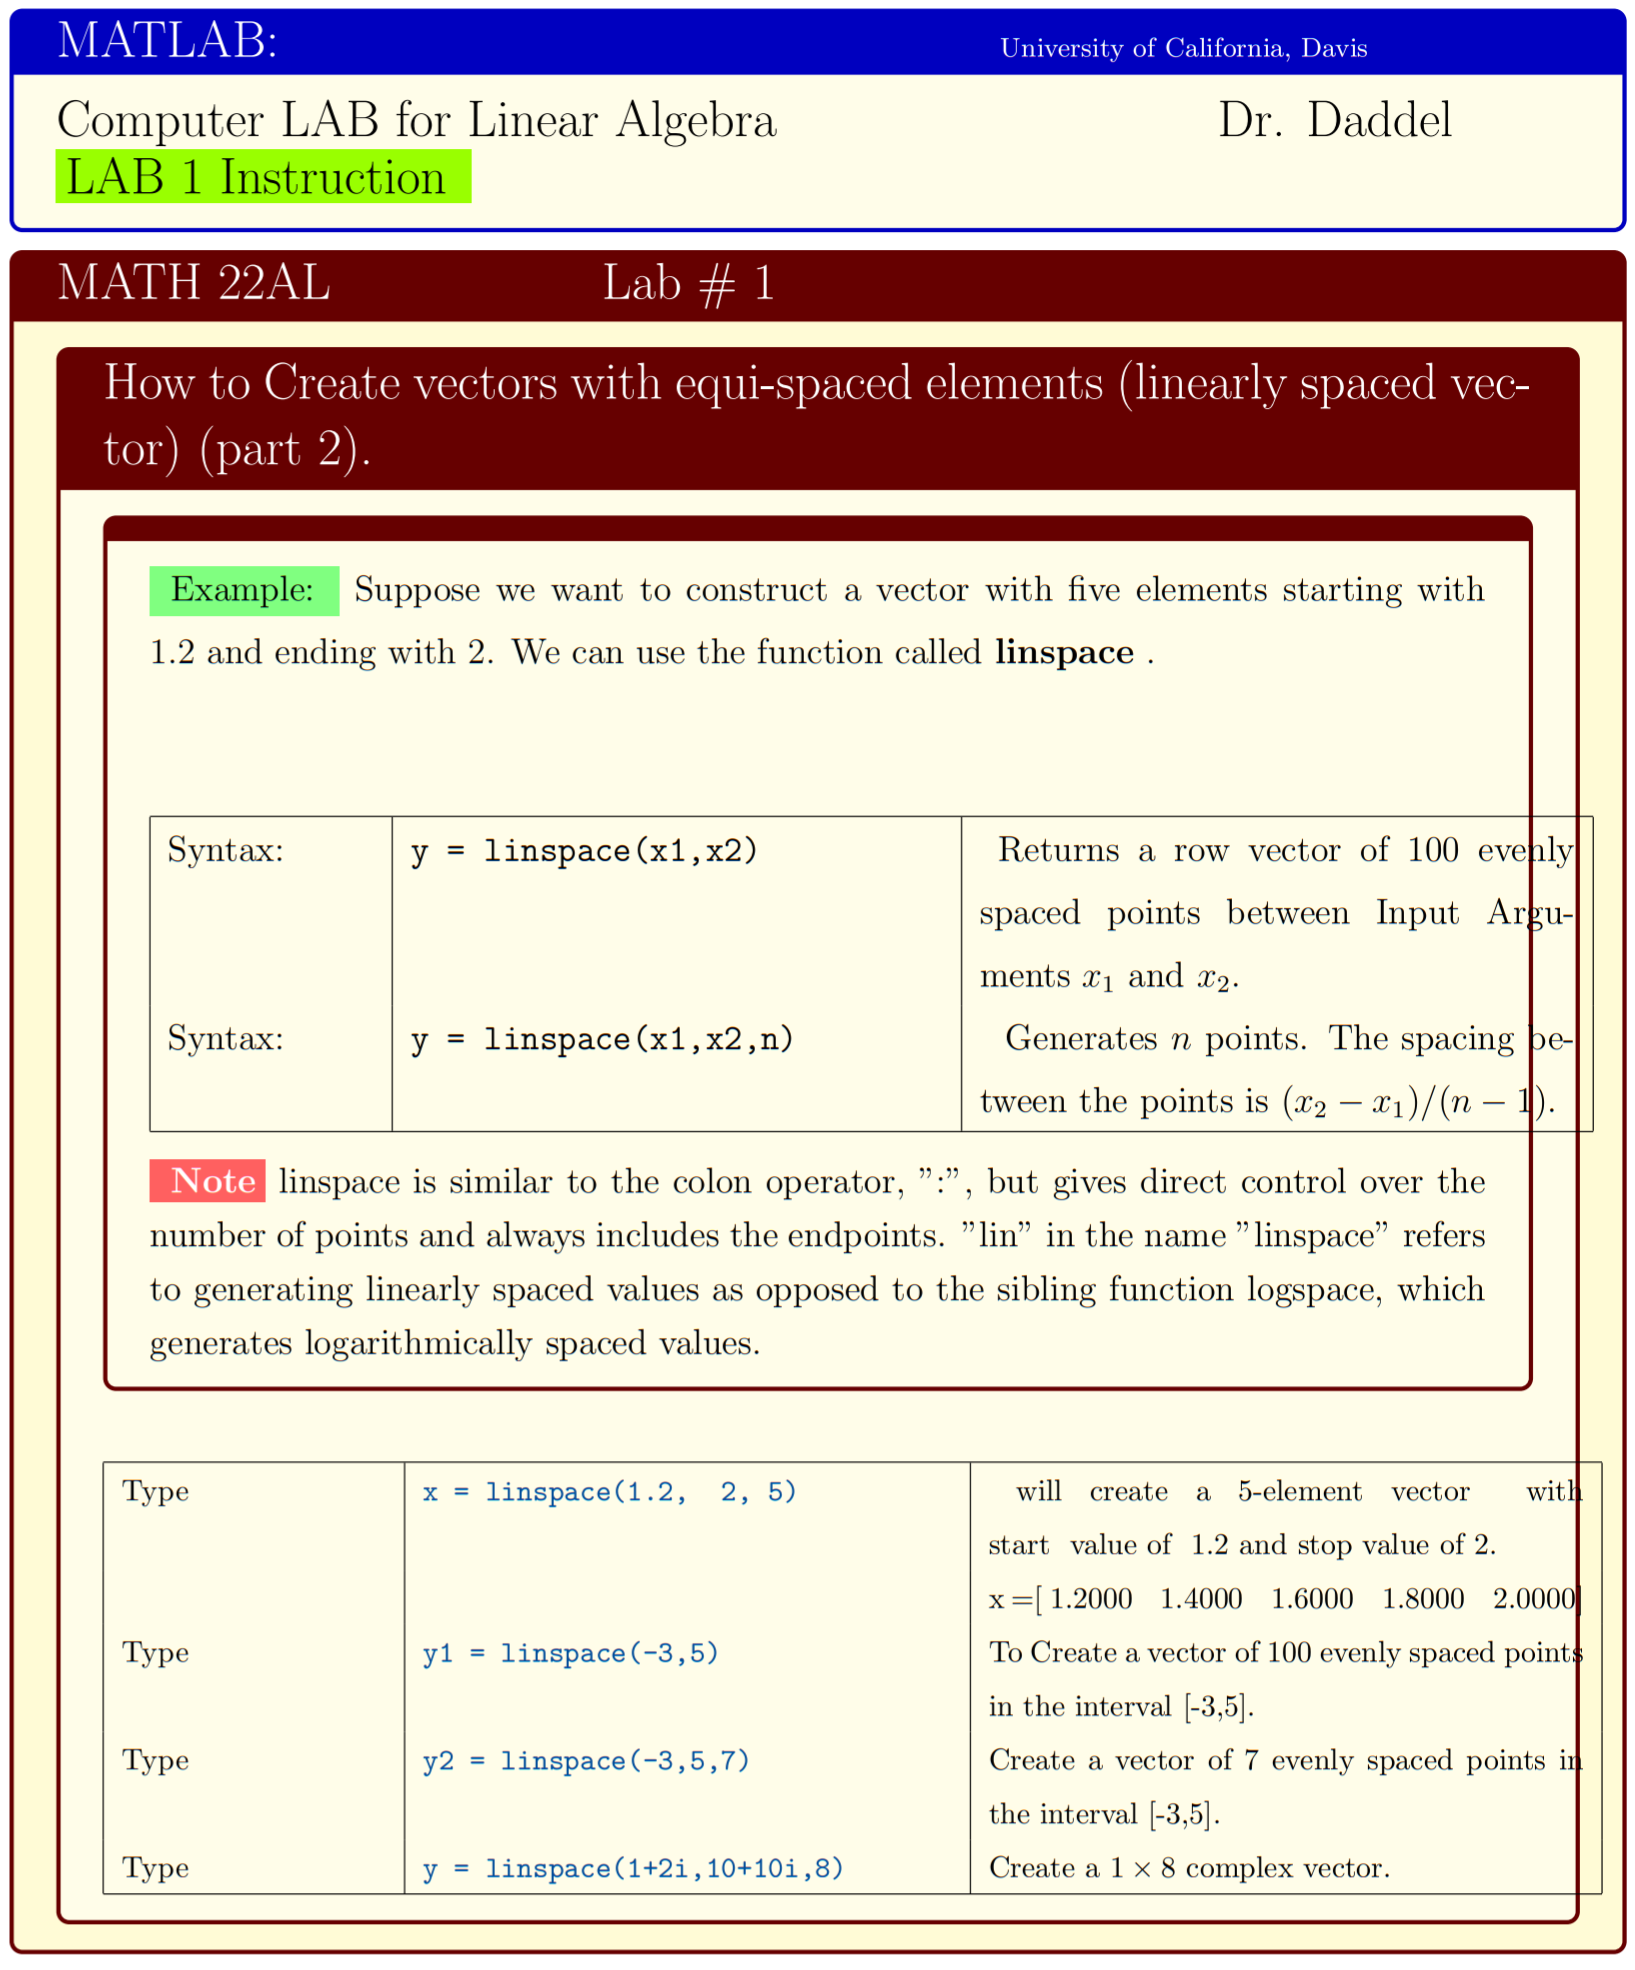 MATLAB: University of California, Davis
Computer LAB for Linear Algebra Dr. Daddel
LAB 1 Instruction
MATH 22AL Lab # 1
How to Create vectors with equi-spaced elements (linearly spaced vec-
tor) (part 2).
Example: Suppose we want to construct a vector with five elements starting with
1.2 and ending with 2. We can use the function called linspace .
Syntax: y = linspace(x1,x2) Returns a row vector of 100 evenly
spaced points between Input Argu-
ments x₁ and x₂.
Syntax: y = linspace(x1,x2,n) Generates n points. The spacing be-
tween the points is (x₂ − x₁)/(n − 1).
Note linspace is similar to the colon operator, ”:”, but gives direct control over the
number of points and always includes the endpoints. ”lin” in the name ”linspace” refers
to generating linearly spaced values as opposed to the sibling function logspace, which
generates logarithmically spaced values.
Type x = linspace(1.2, 2, 5) will create a 5-element vector with
start value of 1.2 and stop value of 2.
x =[ 1.2000 1.4000 1.6000 1.8000 2.0000]
Type y1 = linspace(-3,5) To Create a vector of 100 evenly spaced points
in the interval [-3,5].
Type y2 = linspace(-3,5,7) Create a vector of 7 evenly spaced points in
the interval [-3,5].
Type y = linspace(1+2i,10+10i,8) Create a 1 × 8 complex vector.